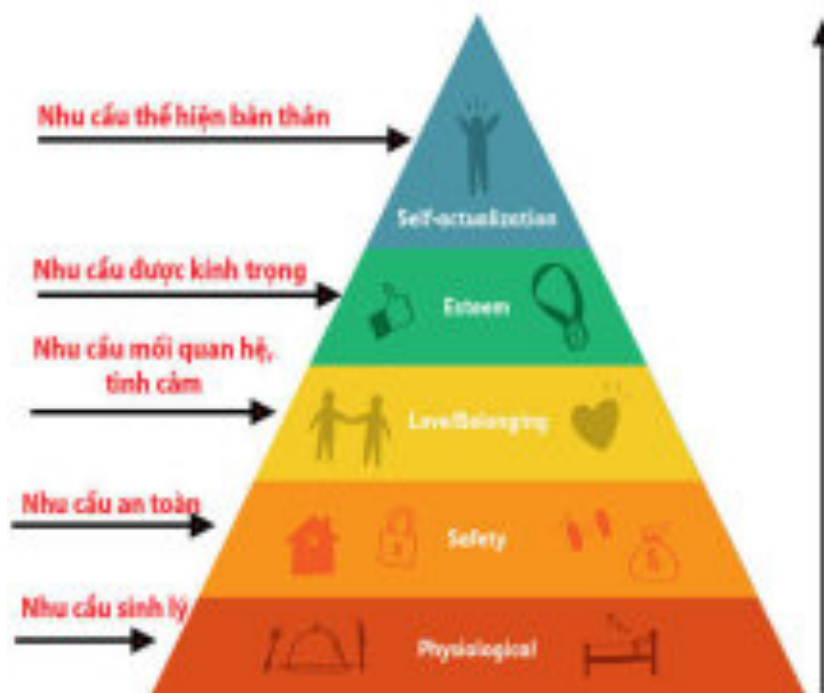 Nhu cầu thể hiện bản thân
Self-actualization
Nhu cầu được kính trọng
Esteem
Nhu cầu mối quan hệ,
tình cảm
Love/Belonging
Nhu cầu an toàn
Safety
Nhu cầu sinh lý
Physiological